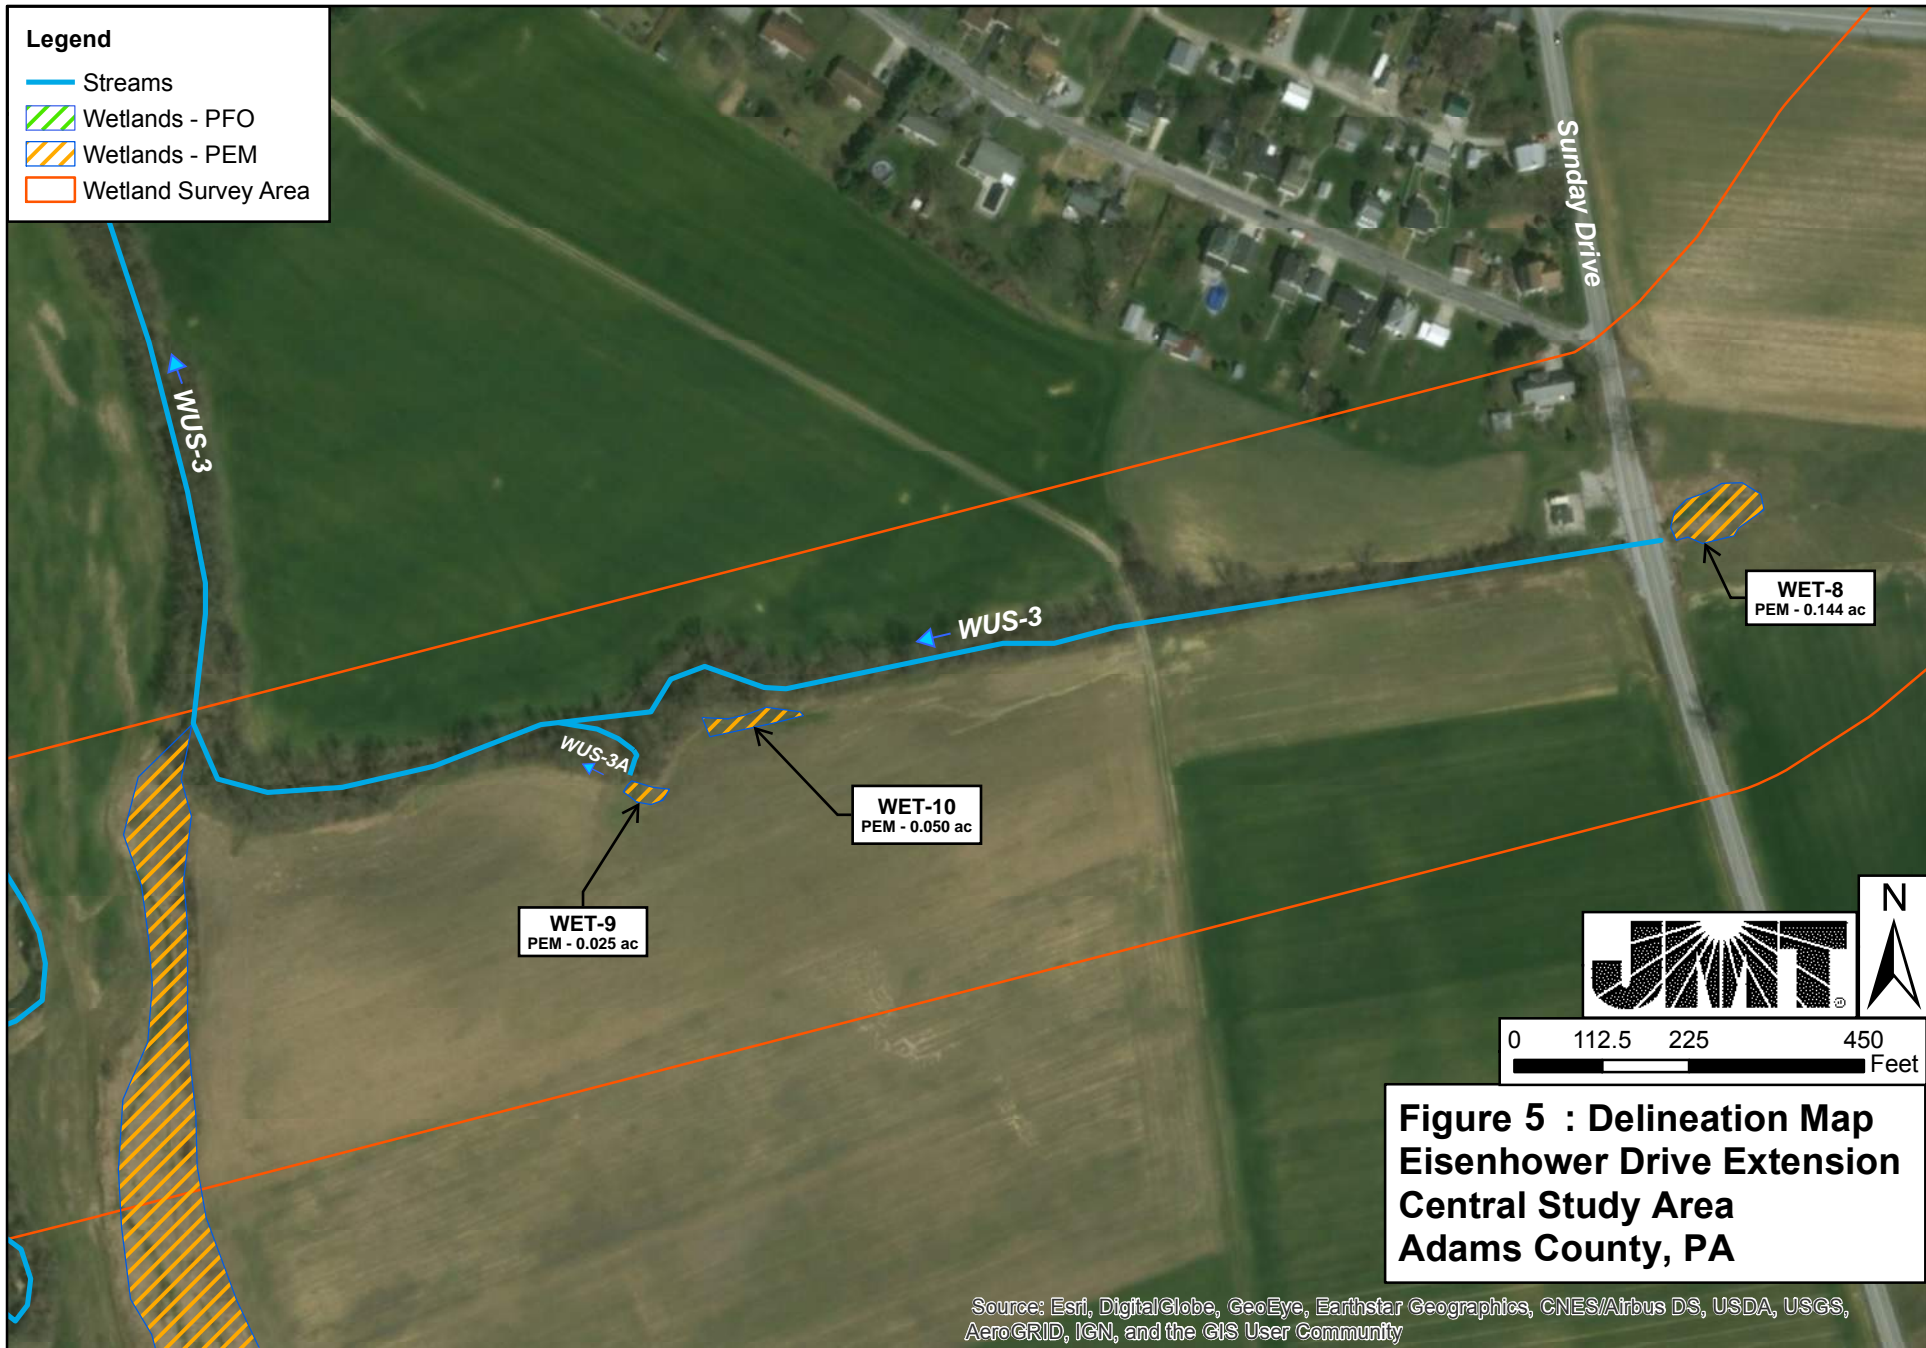 Legend
Streams
Wetlands - PFO
Wetlands - PEM
Wetland Survey Area
Sunday Drive
WUS-3
WUS-3
WUS-3A
WET-8
PEM - 0.144 ac
WET-10
PEM - 0.050 ac
WET-9
PEM - 0.025 ac
N
JMT®
0 112.5 225 450
Feet
Figure 5 : Delineation Map
Eisenhower Drive Extension
Central Study Area
Adams County, PA
Source: Esri, DigitalGlobe, GeoEye, Earthstar Geographics, CNES/Airbus DS, USDA, USGS,
AeroGRID, IGN, and the GIS User Community